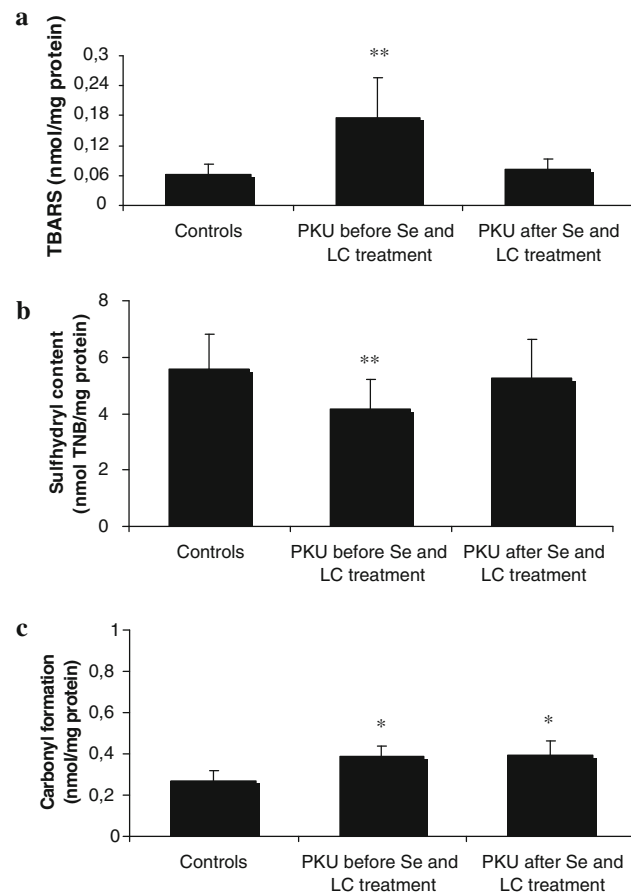 a
TBARS (nmol/mg protein)
0,3
0,24
0,18
0,12
0,06
0
**
Controls
PKU before Se and
LC treatment
PKU after Se and
LC treatment
b
Sulfhydryl content
(nmol TNB/mg protein)
8
6
4
2
0
**
Controls
PKU before Se and
LC treatment
PKU after Se and
LC treatment
c
Carbonyl formation
(nmol/mg protein)
1
0,8
0,6
0,4
0,2
0
*
*
Controls
PKU before Se and
LC treatment
PKU after Se and
LC treatment